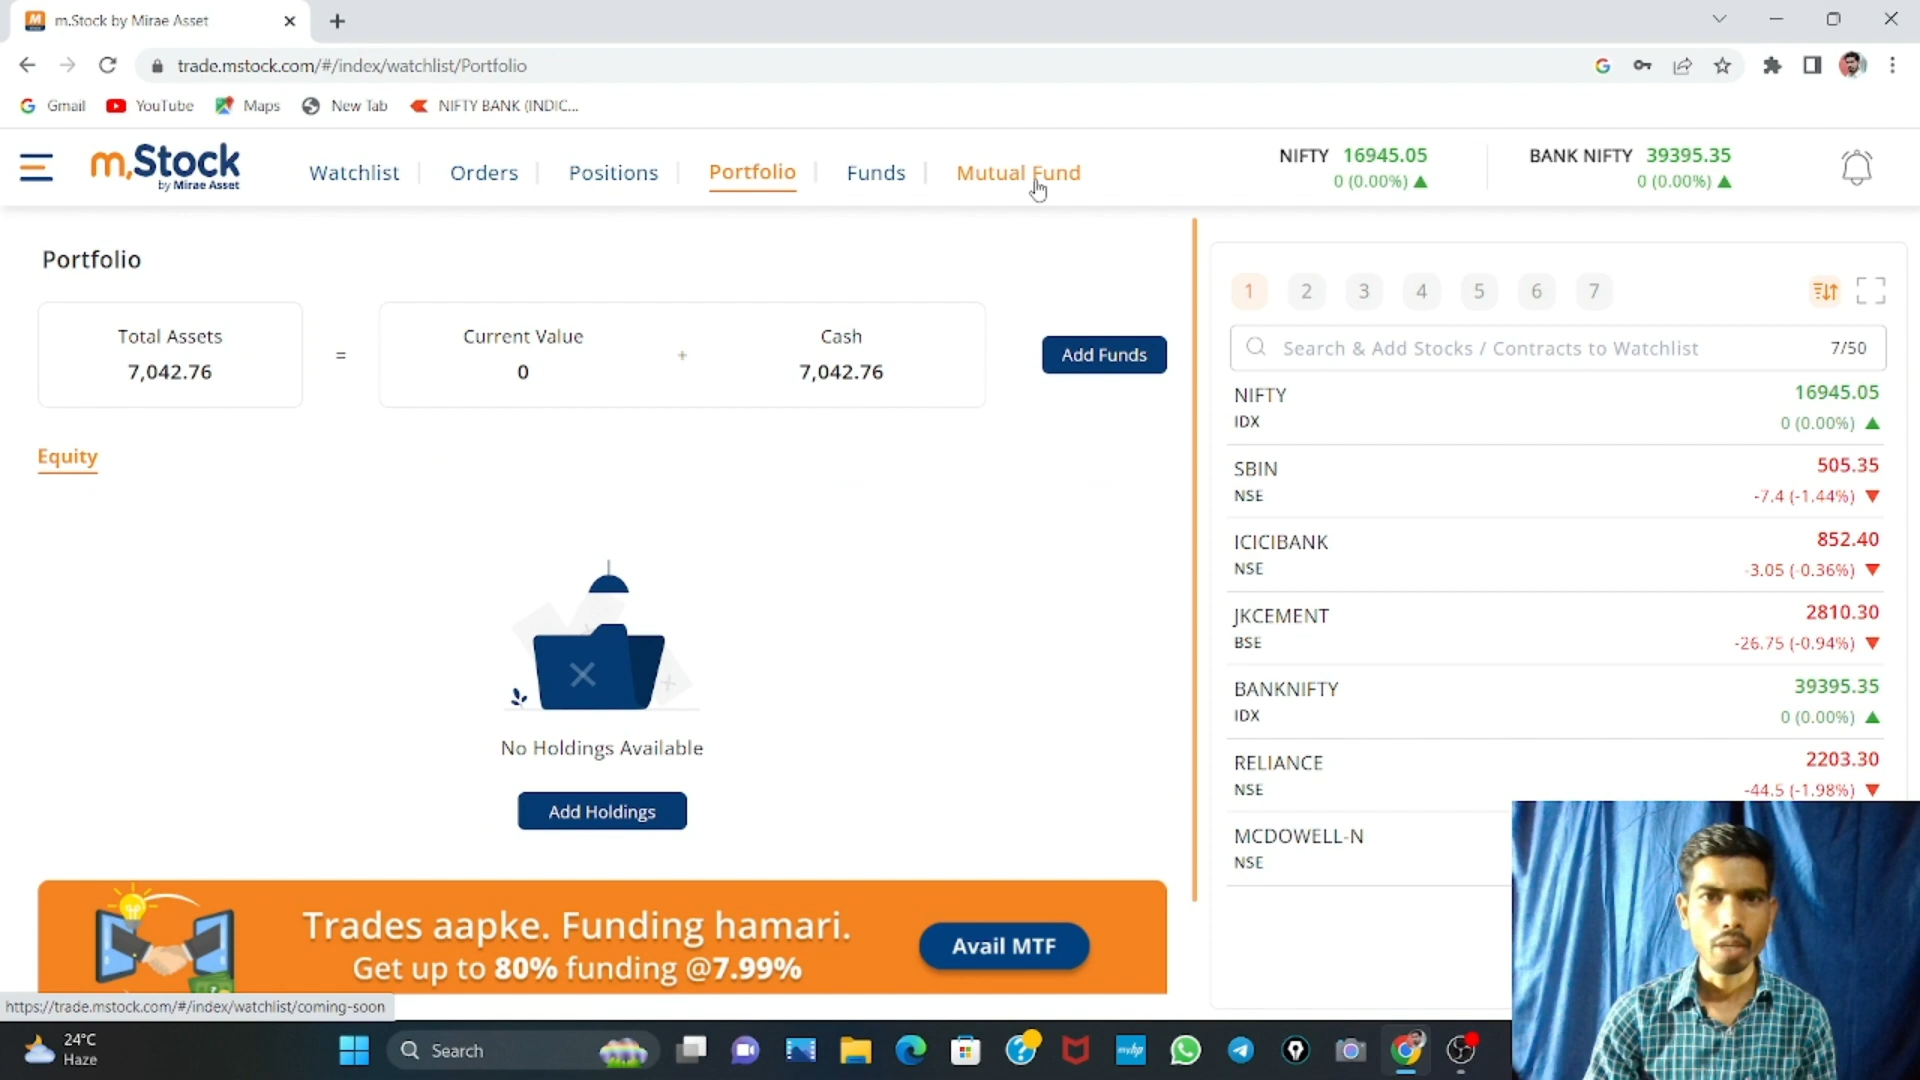 m.Stock by Mirae Asset
trade.mstock.com/#/index/watchlist/Portfolio
Gmail YouTube Maps New Tab NIFTY BANK (INDIC...
m.Stock
by Mirae Asset
Watchlist Orders Positions Portfolio Funds Mutual Fund
NIFTY 16945.05
0 (0.00%)
BANK NIFTY 39395.35
0 (0.00%)
Portfolio
Total Assets
7,042.76
=
Current Value
0
+
Cash
7,042.76
Add Funds
Equity
No Holdings Available
Add Holdings
Trades aapke. Funding hamari.
Get up to 80% funding @7.99%
Avail MTF
1 2 3 4 5 6 7
Search & Add Stocks / Contracts to Watchlist 7/50
NIFTY 16945.05
IDX 0 (0.00%)
SBIN 505.35
NSE -7.4 (-1.44%)
ICICIBANK 852.40
NSE -3.05 (-0.36%)
JKCEMENT 2810.30
BSE -26.75 (-0.94%)
BANKNIFTY 39395.35
IDX 0 (0.00%)
RELIANCE 2203.30
NSE -44.5 (-1.98%)
MCDOWELL-N
NSE
https://trade.mstock.com/#/index/watchlist/coming-soon
24°C
Haze
Search
myhp